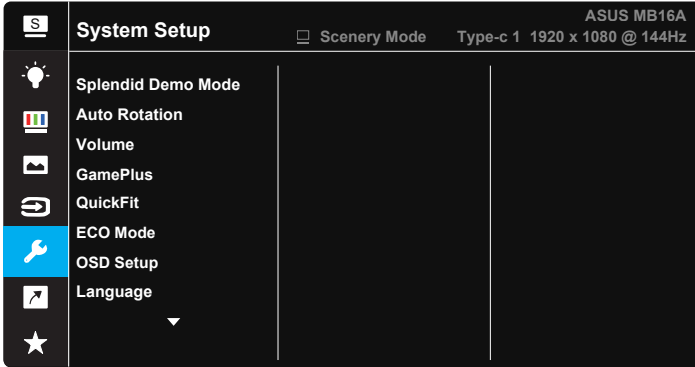 S
System Setup
ASUS MB16A
Scenery Mode
Type-c 1 1920 x 1080 @ 144Hz
Splendid Demo Mode
Auto Rotation
Volume
GamePlus
QuickFit
ECO Mode
OSD Setup
Language